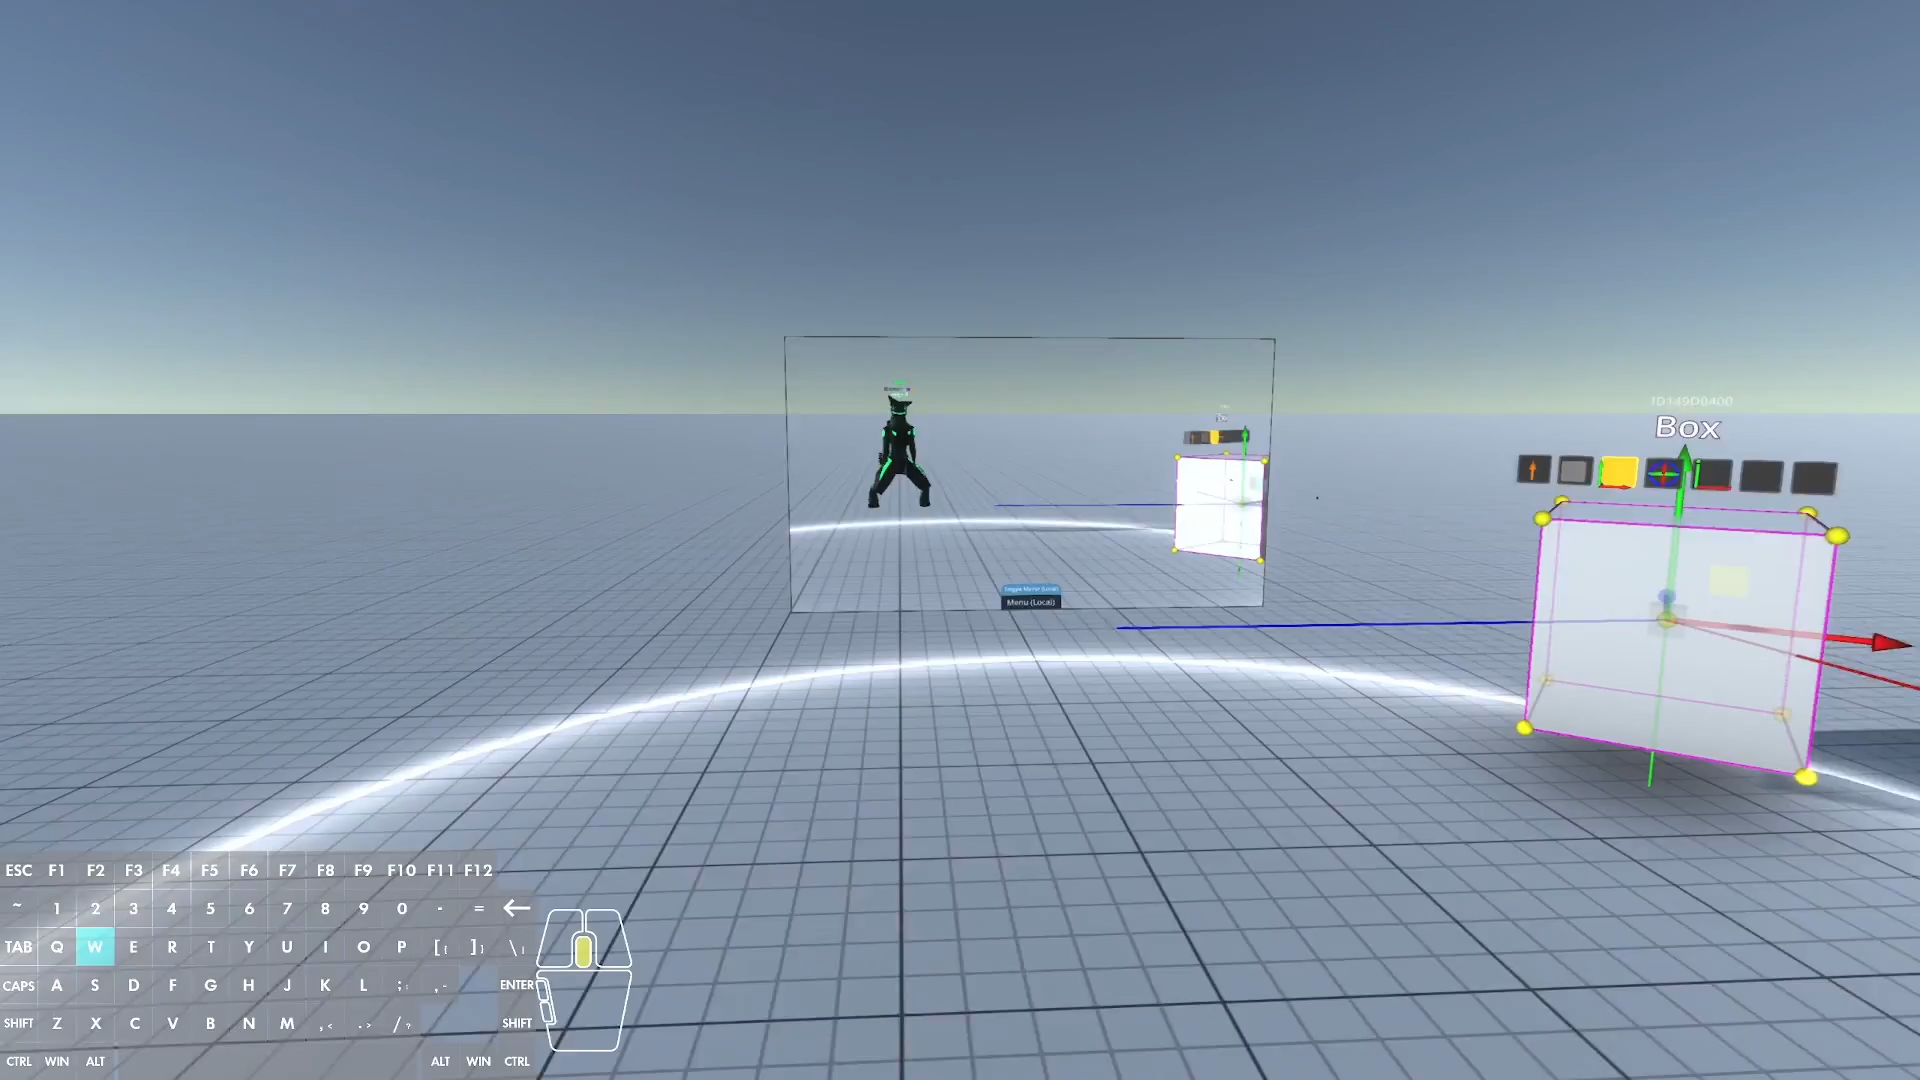 ID149D0400
Box
Menu (Local)
ESC F1 F2 F3 F4 F5 F6 F7 F8 F9 F10 F11 F12
~ 1 2 3 4 5 6 7 8 9 0 - = ←
TAB Q W E R T Y U I O P [{ ]} \|
CAPS A S D F G H J K L ;: ENTER
SHIFT Z X C V B N M ,< .> /? SHIFT
CTRL WIN ALT ALT WIN CTRL